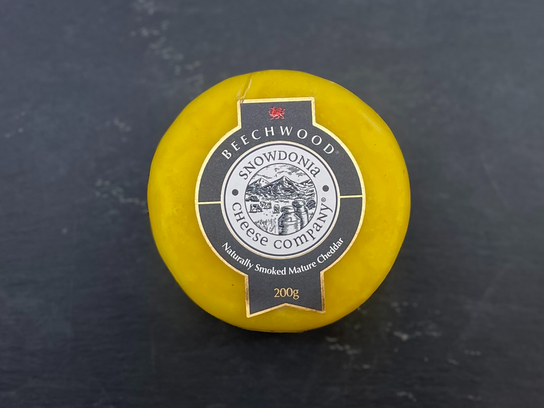 BEECHWOOD®
SNOWDONIA
CHEESE COMPANY®
Naturally Smoked Mature Cheddar
200g